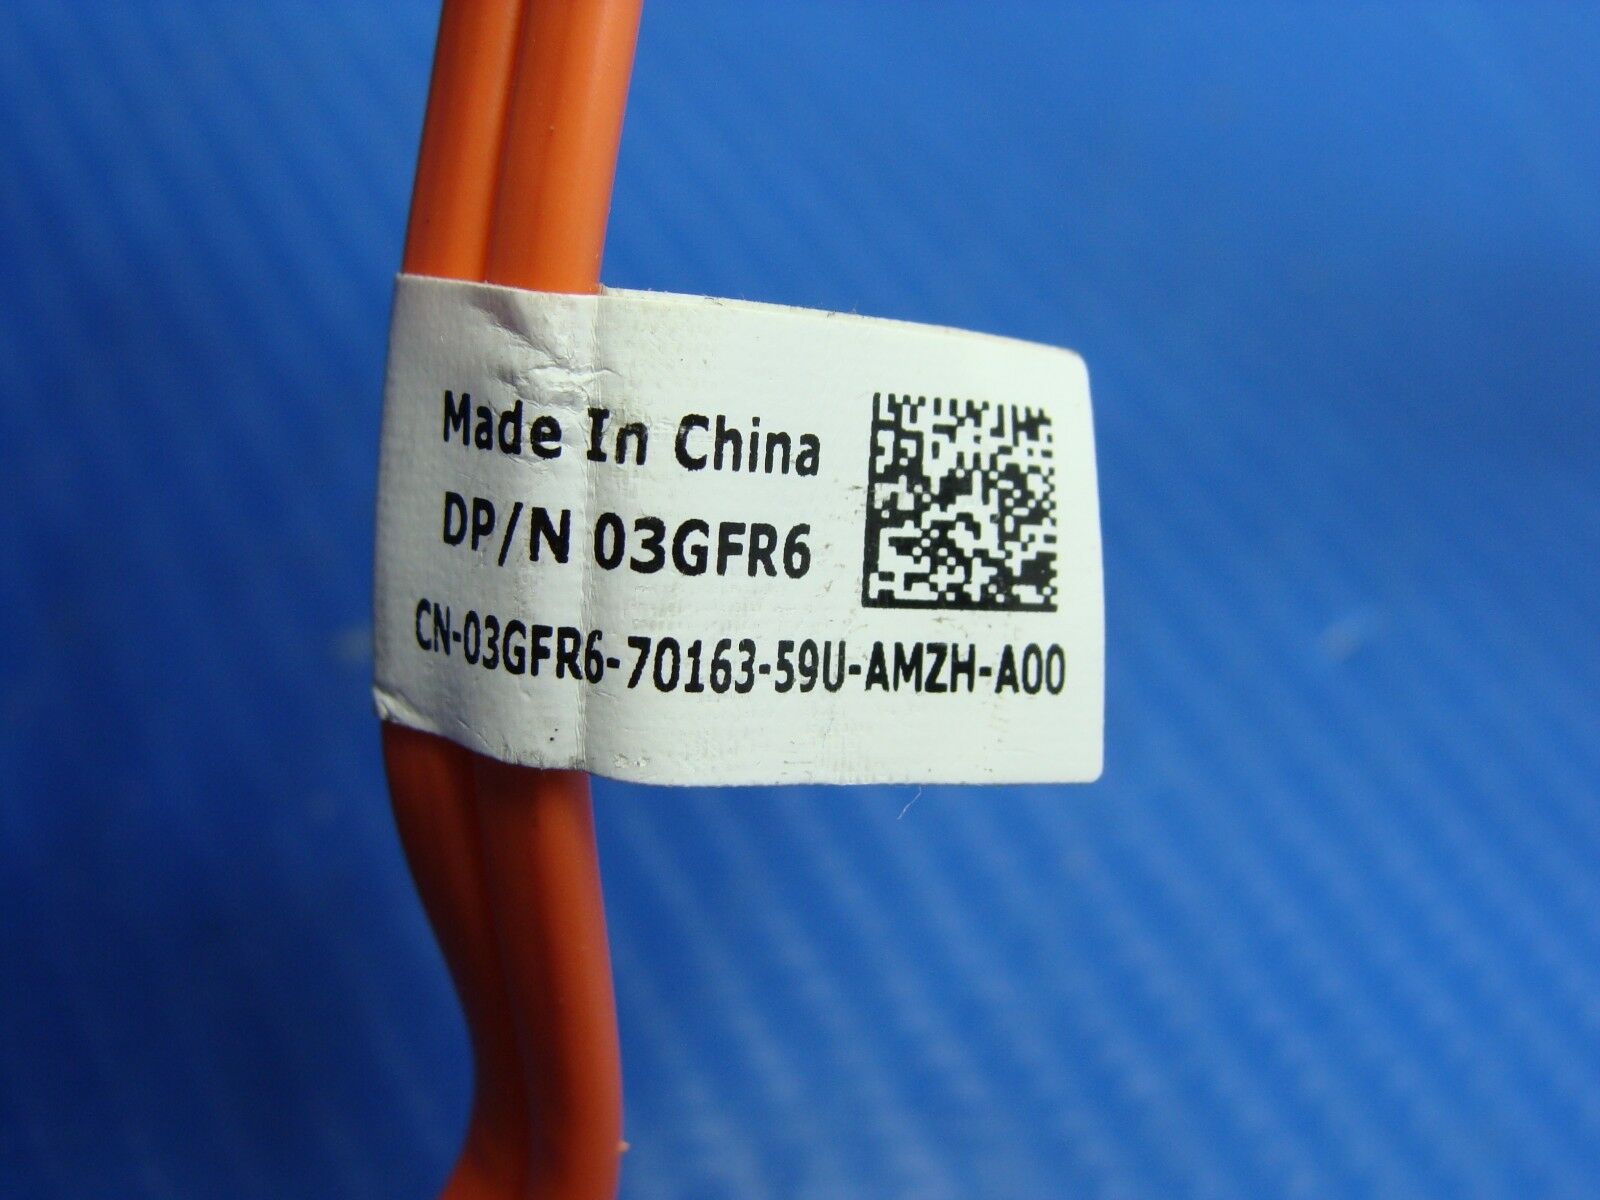 Made In China
DP/N 03GFR6
CN-03GFR6-70163-59U-AMZH-A00